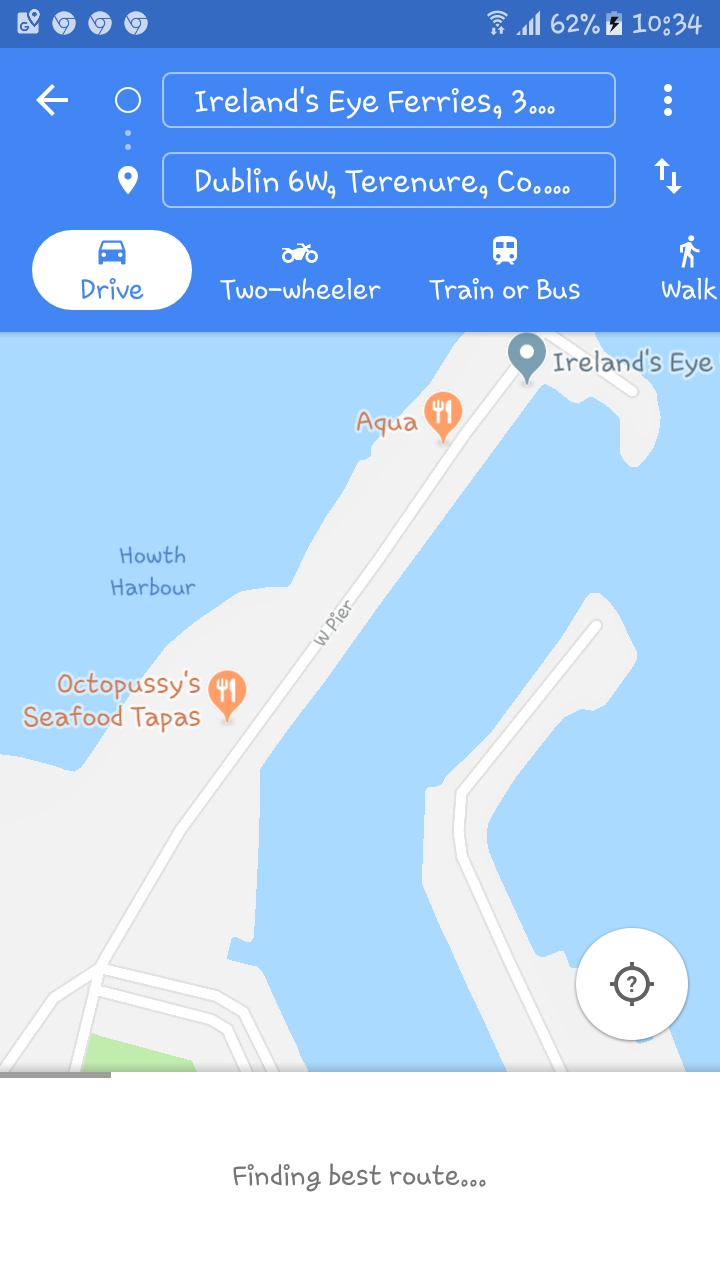 62% 10:34
Ireland's Eye Ferries, 3...
Dublin 6W, Terenure, Co.....
Drive
Two-wheeler
Train or Bus
Walk
Ireland's Eye
Aqua
Howth
Harbour
W Pier
Octopussy's
Seafood Tapas
?
Finding best route...